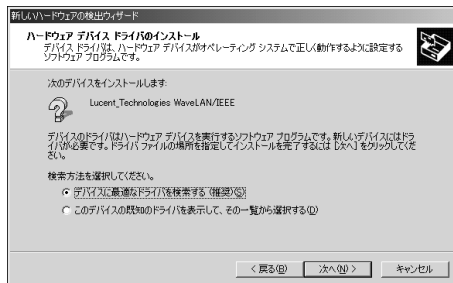 新しいハードウェアの検出ウィザード
ハードウェア デバイス ドライバのインストール
デバイス ドライバは、ハードウェア デバイスがオペレーティング システムで正しく動作するように設定する
ソフトウェア プログラムです。
次のデバイスをインストールします:
Lucent_Technologies WaveLAN/IEEE
デバイスのドライバはハードウェア デバイスを実行するソフトウェア プログラムです。新しいデバイスにはドラ
イバが必要です。ドライバ ファイルの場所を指定してインストールを完了するには [次へ] をクリックしてくだ
さい。
検索方法を選択してください。
デバイスに最適なドライバを検索する (推奨)(S)
このデバイスの既知のドライバを表示して、その一覧から選択する(D)
< 戻る(B)
次へ(N) >
キャンセル